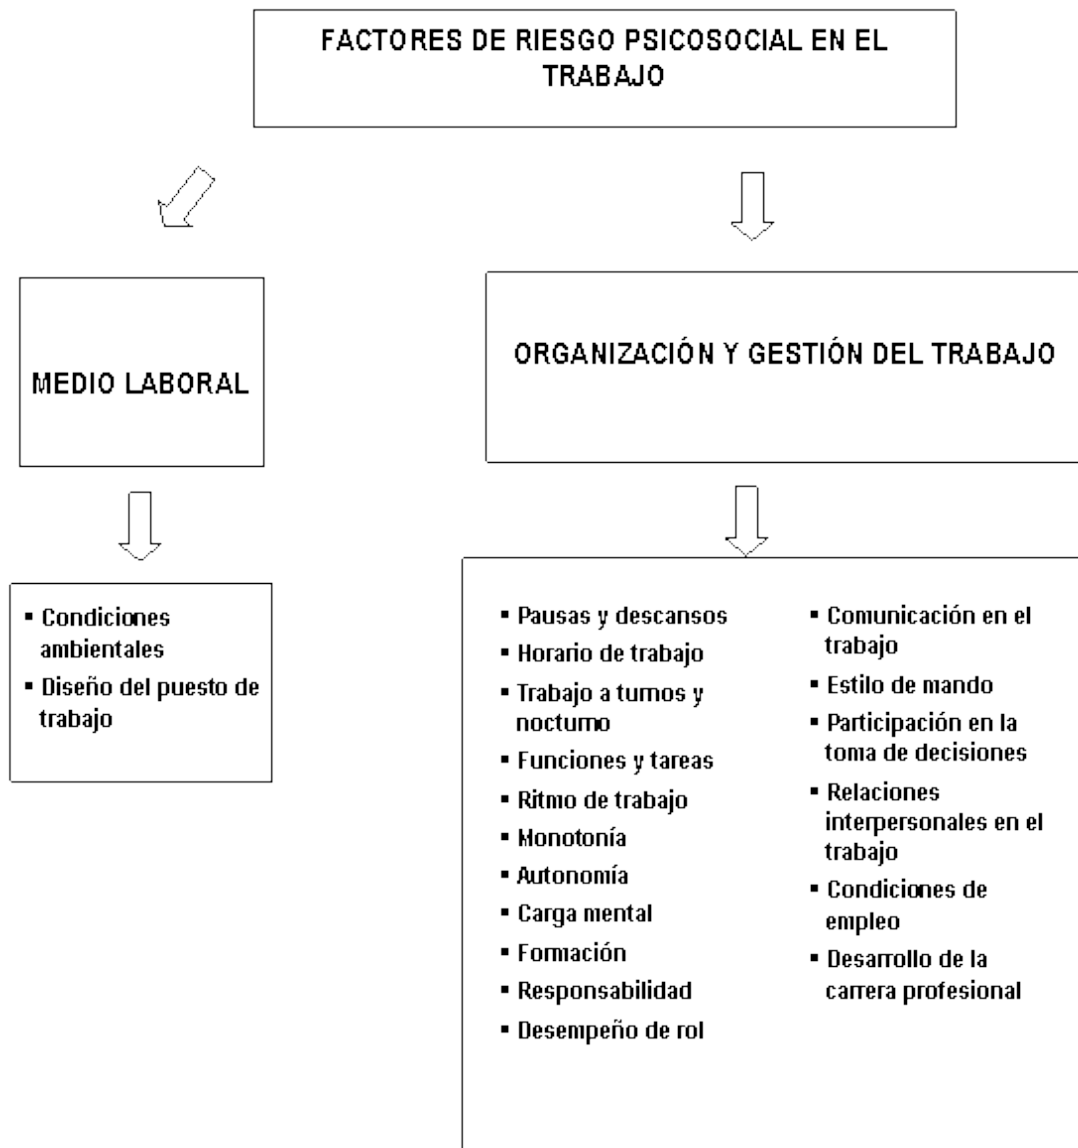 FACTORES DE RIESGO PSICOSOCIAL EN EL
TRABAJO
MEDIO LABORAL
ORGANIZACIÓN Y GESTIÓN DEL TRABAJO
▪ Condiciones
ambientales
▪ Diseño del puesto de
trabajo
▪ Pausas y descansos
▪ Horario de trabajo
▪ Trabajo a turnos y
nocturno
▪ Funciones y tareas
▪ Ritmo de trabajo
▪ Monotonía
▪ Autonomía
▪ Carga mental
▪ Formación
▪ Responsabilidad
▪ Desempeño de rol
▪ Comunicación en el
trabajo
▪ Estilo de mando
▪ Participación en la
toma de decisiones
▪ Relaciones
interpersonales en el
trabajo
▪ Condiciones de
empleo
▪ Desarrollo de la
carrera profesional